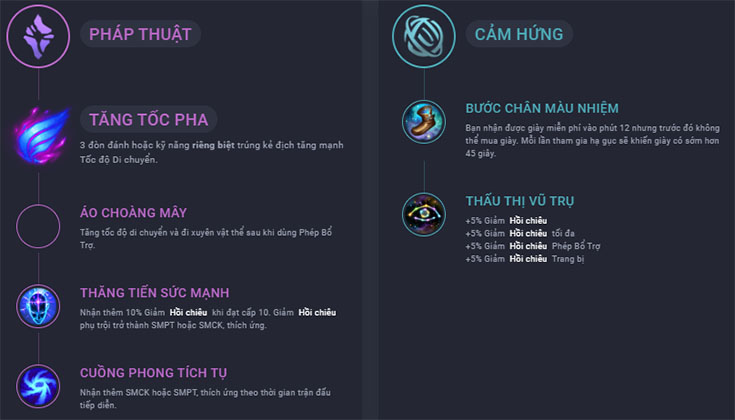 PHÁP THUẬT
TĂNG TỐC PHA
3 đòn đánh hoặc kỹ năng riêng biệt trúng kẻ địch tăng mạnh
Tốc độ Di chuyển.
ÁO CHOÀNG MÂY
Tăng tốc độ di chuyển và đi xuyên vật thể sau khi dùng Phép Bổ
Trợ.
THĂNG TIẾN SỨC MẠNH
Nhận thêm 10% Giảm Hồi chiêu khi đạt cấp 10. Giảm Hồi chiêu
phụ trội trở thành SMPT hoặc SMCK, thích ứng.
CUỒNG PHONG TÍCH TỤ
Nhận thêm SMCK hoặc SMPT, thích ứng theo thời gian trận đấu
tiếp diễn.
CẢM HỨNG
BƯỚC CHÂN MÀU NHIỆM
Bạn nhận được giày miễn phí vào phút 12 nhưng trước đó không
thể mua giày. Mỗi lần tham gia hạ gục sẽ khiến giày có sớm hơn
45 giây.
THẤU THỊ VŨ TRỤ
+5% Giảm Hồi chiêu
+5% Giảm Hồi chiêu tối đa
+5% Giảm Hồi chiêu Phép Bổ Trợ
+5% Giảm Hồi chiêu Trang bị